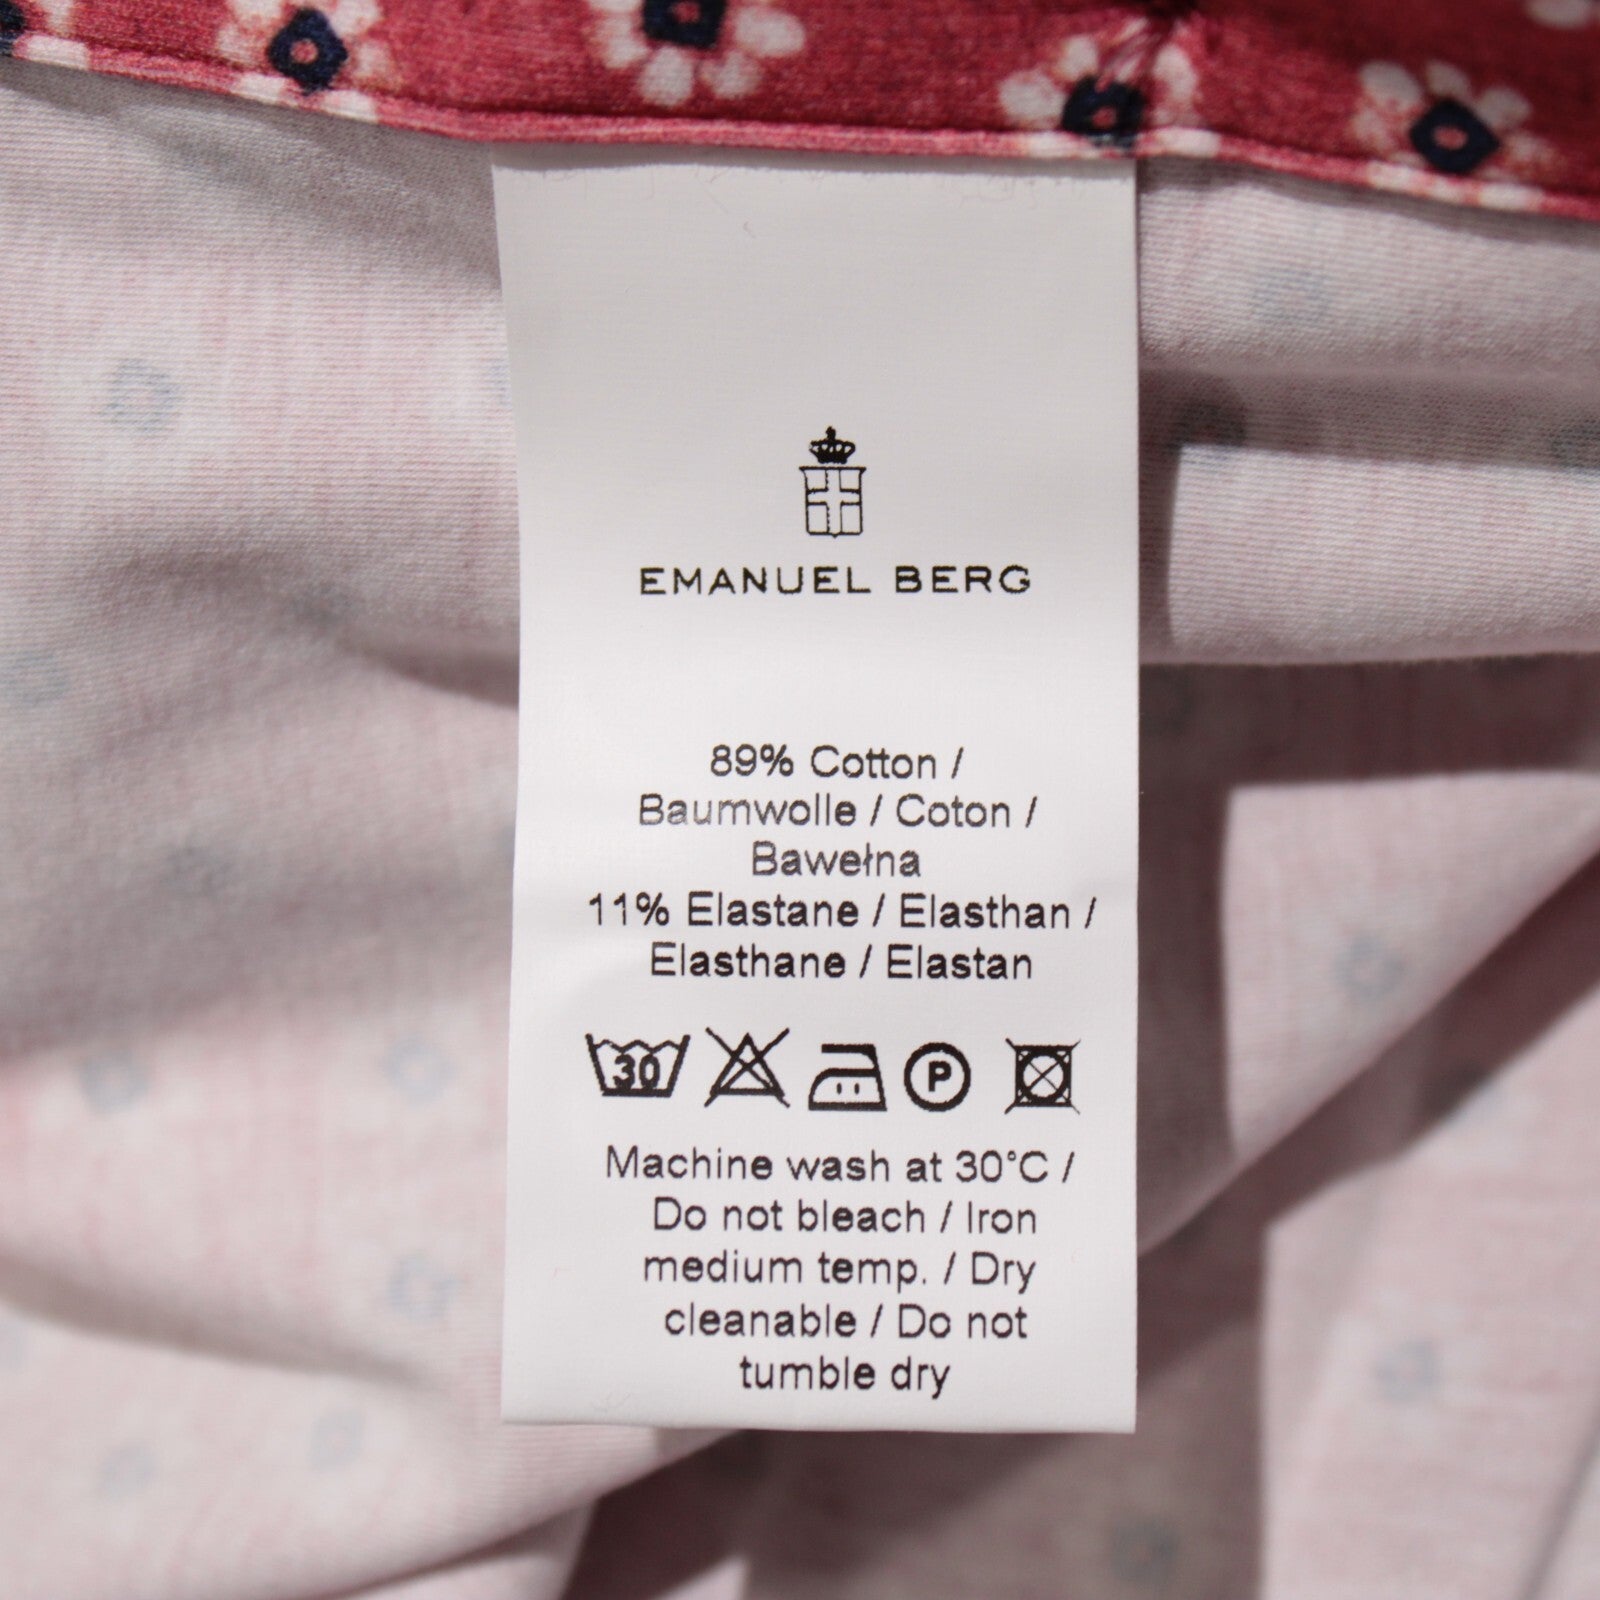 EMANUEL BERG
89% Cotton /
Baumwolle / Coton /
Bawełna
11% Elastane / Elasthan /
Elasthane / Elastan
30 P
Machine wash at 30°C /
Do not bleach / Iron
medium temp. / Dry
cleanable / Do not
tumble dry